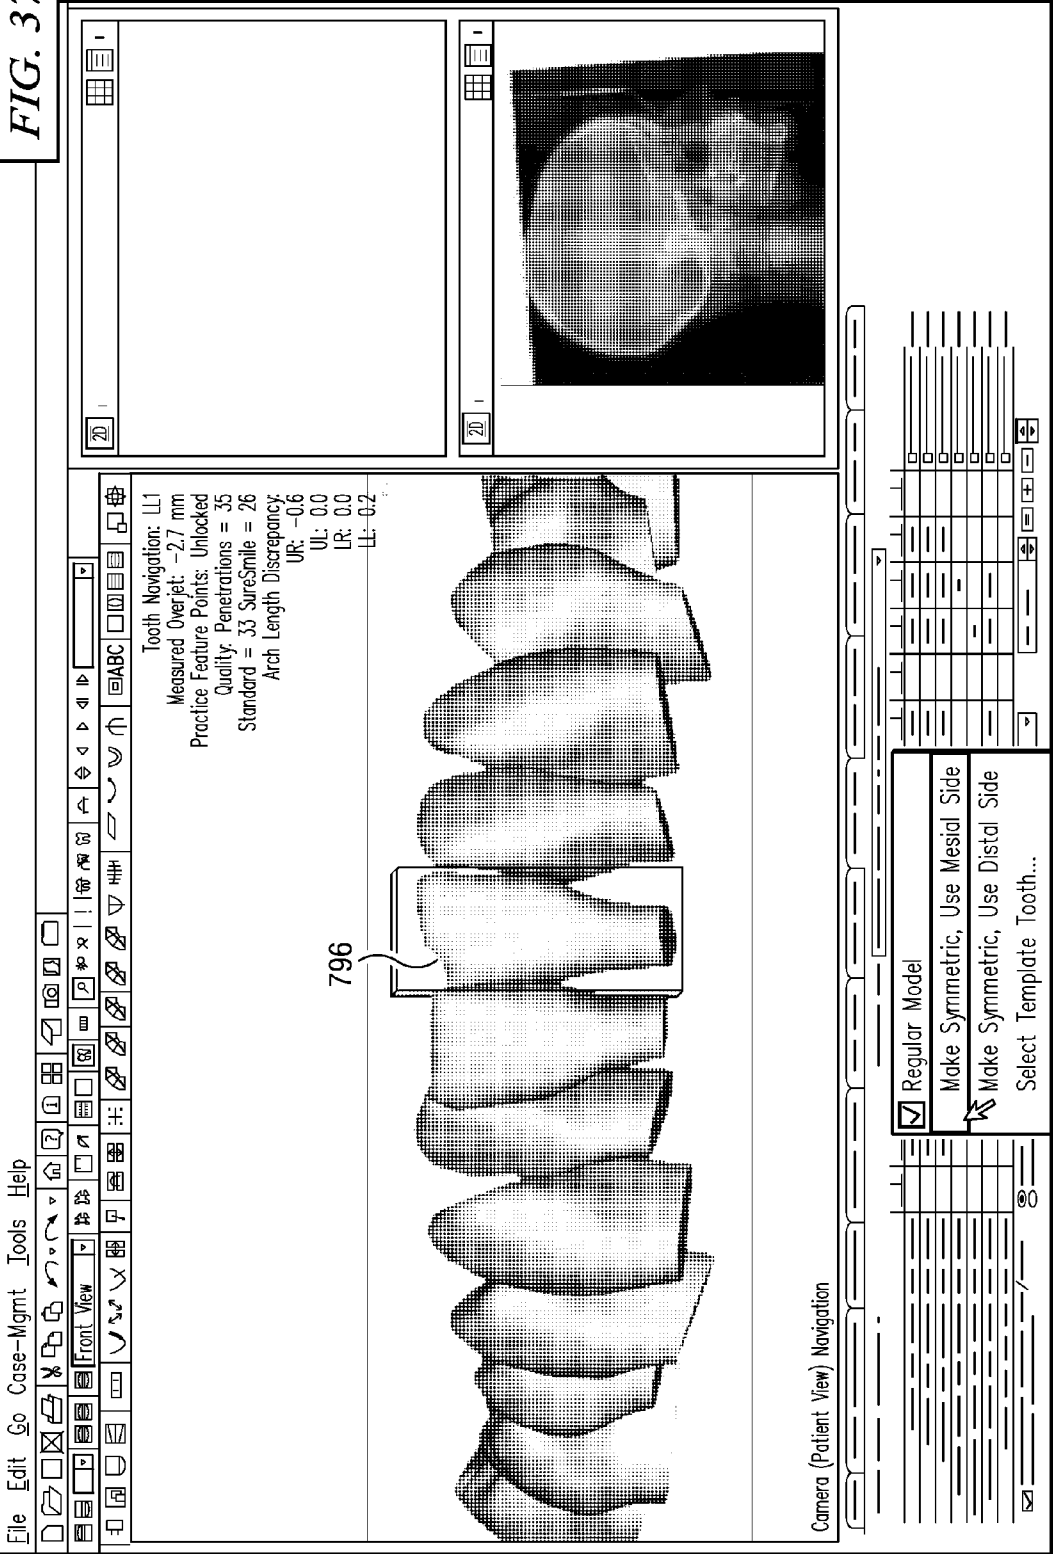 FIG. 37
File Edit Go Case-Mgmt Tools Help
Front View
ABC
2D
2D
Tooth Navigation: LL1
Measured Overjet: -2.7 mm
Practice Feature Points: Unlocked
Quality: Penetrations = 35
Standard = 33 SureSmile = 26
Arch Length Discrepancy:
UR: -0.6
UL: 0.0
LR: 0.0
LL: 0.2
796
Camera (Patient View) Navigation
Regular Model
Make Symmetric, Use Mesial Side
Make Symmetric, Use Distal Side
Select Template Tooth...